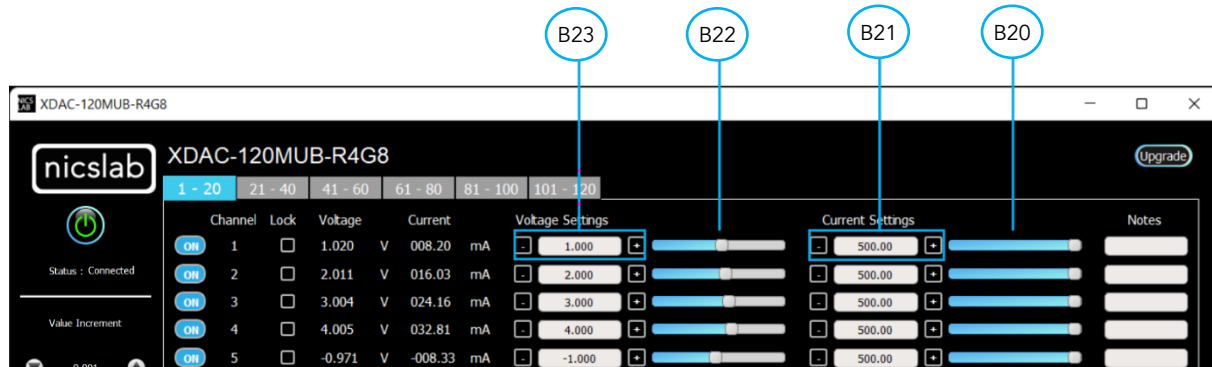 B23 B22 B21 B20
NICS LAB XDAC-120MUB-R4G8
nicslab XDAC-120MUB-R4G8 Upgrade
1 - 20 21 - 40 41 - 60 61 - 80 81 - 100 101 - 120
Channel Lock Voltage Current Voltage Settings Current Settings Notes
ON 1 1.020 V 008.20 mA - 1.000 + - 500.00 +
Status : Connected
ON 2 2.011 V 016.03 mA - 2.000 + - 500.00 +
ON 3 3.004 V 024.16 mA - 3.000 + - 500.00 +
Value Increment
ON 4 4.005 V 032.81 mA - 4.000 + - 500.00 +
ON 5 -0.971 V -008.33 mA - -1.000 + - 500.00 +